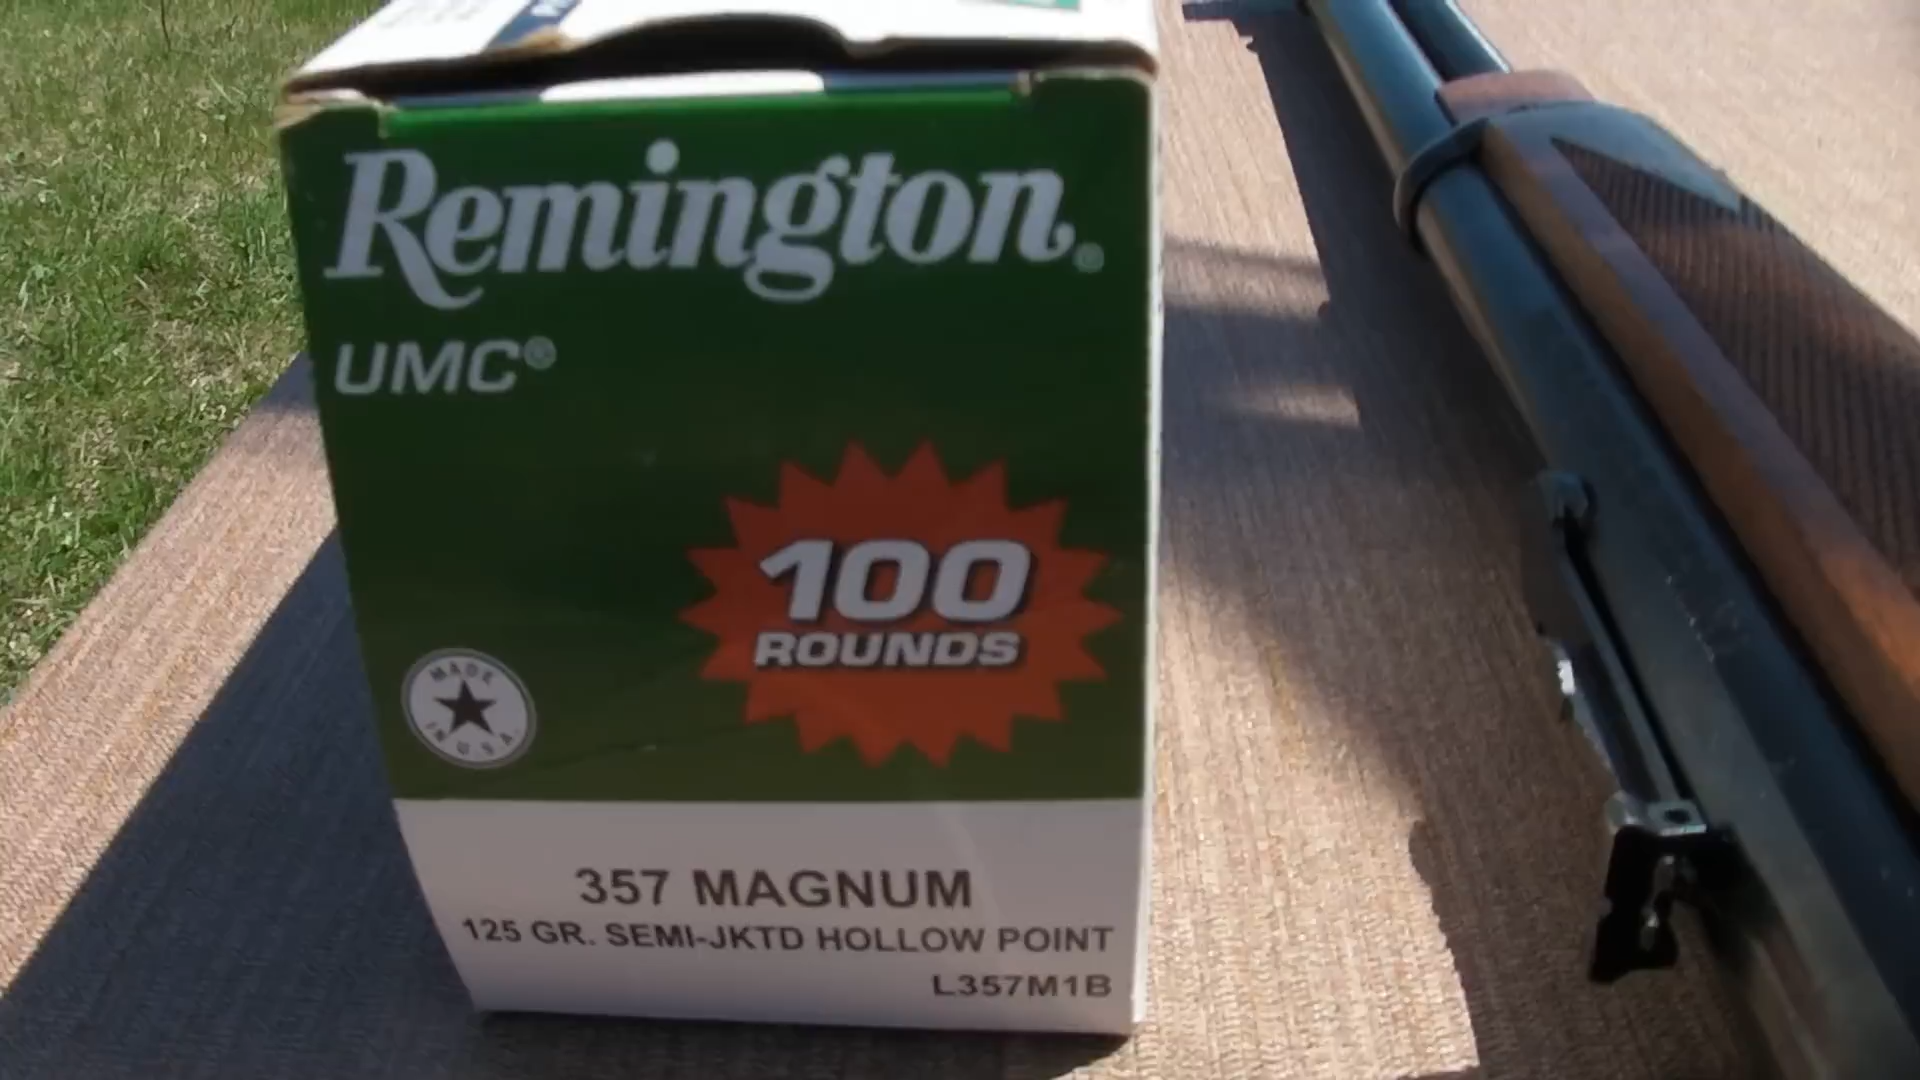 Remington®
UMC®
100
ROUNDS
MADE
IN U.S.A.
357 MAGNUM
125 GR. SEMI-JKTD HOLLOW POINT
L357M1B